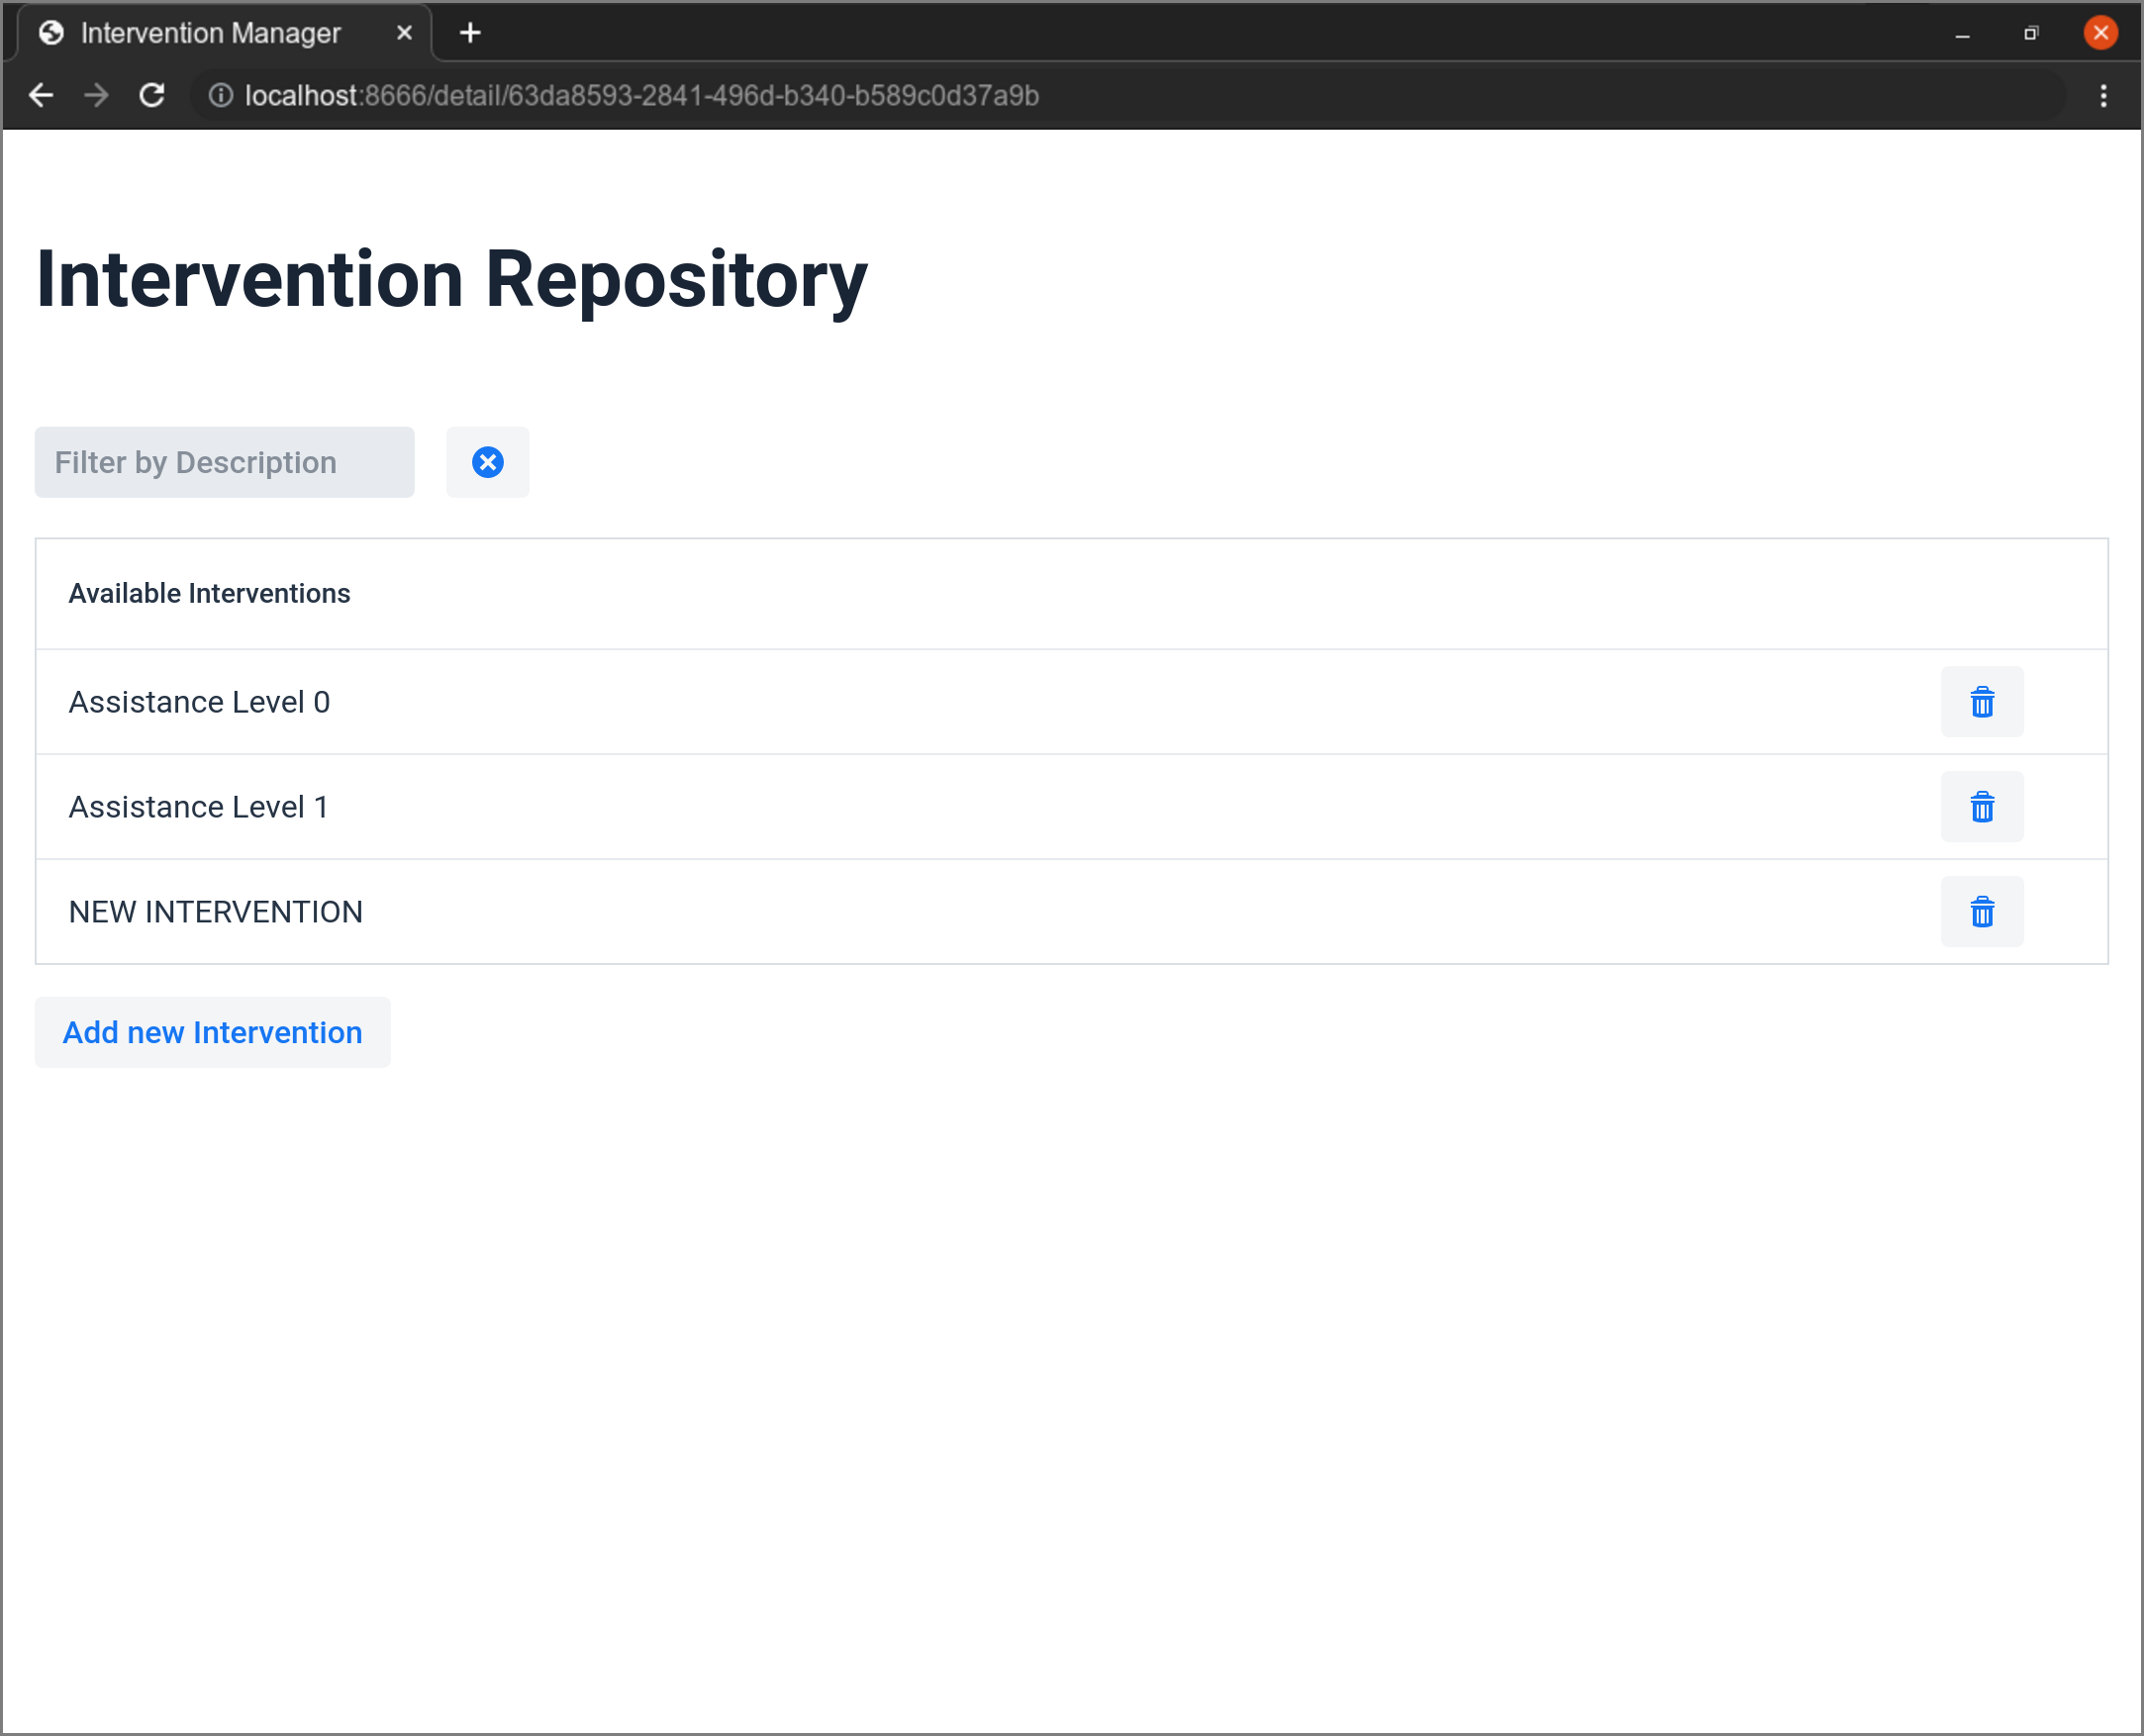 Intervention Manager
localhost:8666/detail/63da8593-2841-496d-b340-b589c0d37a9b
Intervention Repository
Filter by Description
Available Interventions
Assistance Level 0
Assistance Level 1
NEW INTERVENTION
Add new Intervention